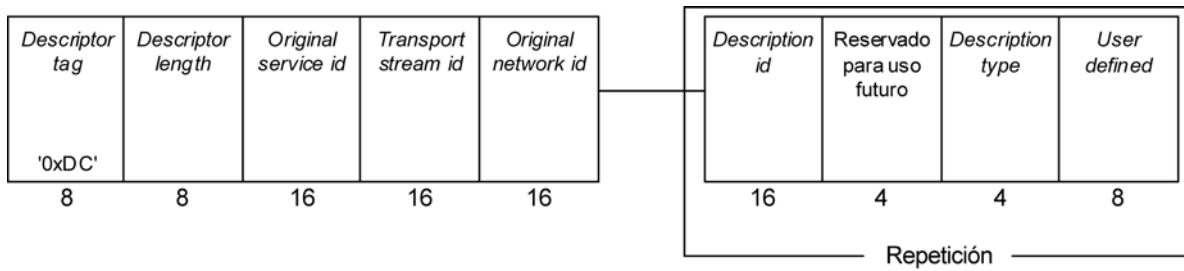 Descriptor
tag
'0xDC'
Descriptor
length
Original
service id
Transport
stream id
Original
network id
Description
id
Reservado
para uso
futuro
Description
type
User
defined
8
8
16
16
16
16
4
4
8
Repetición